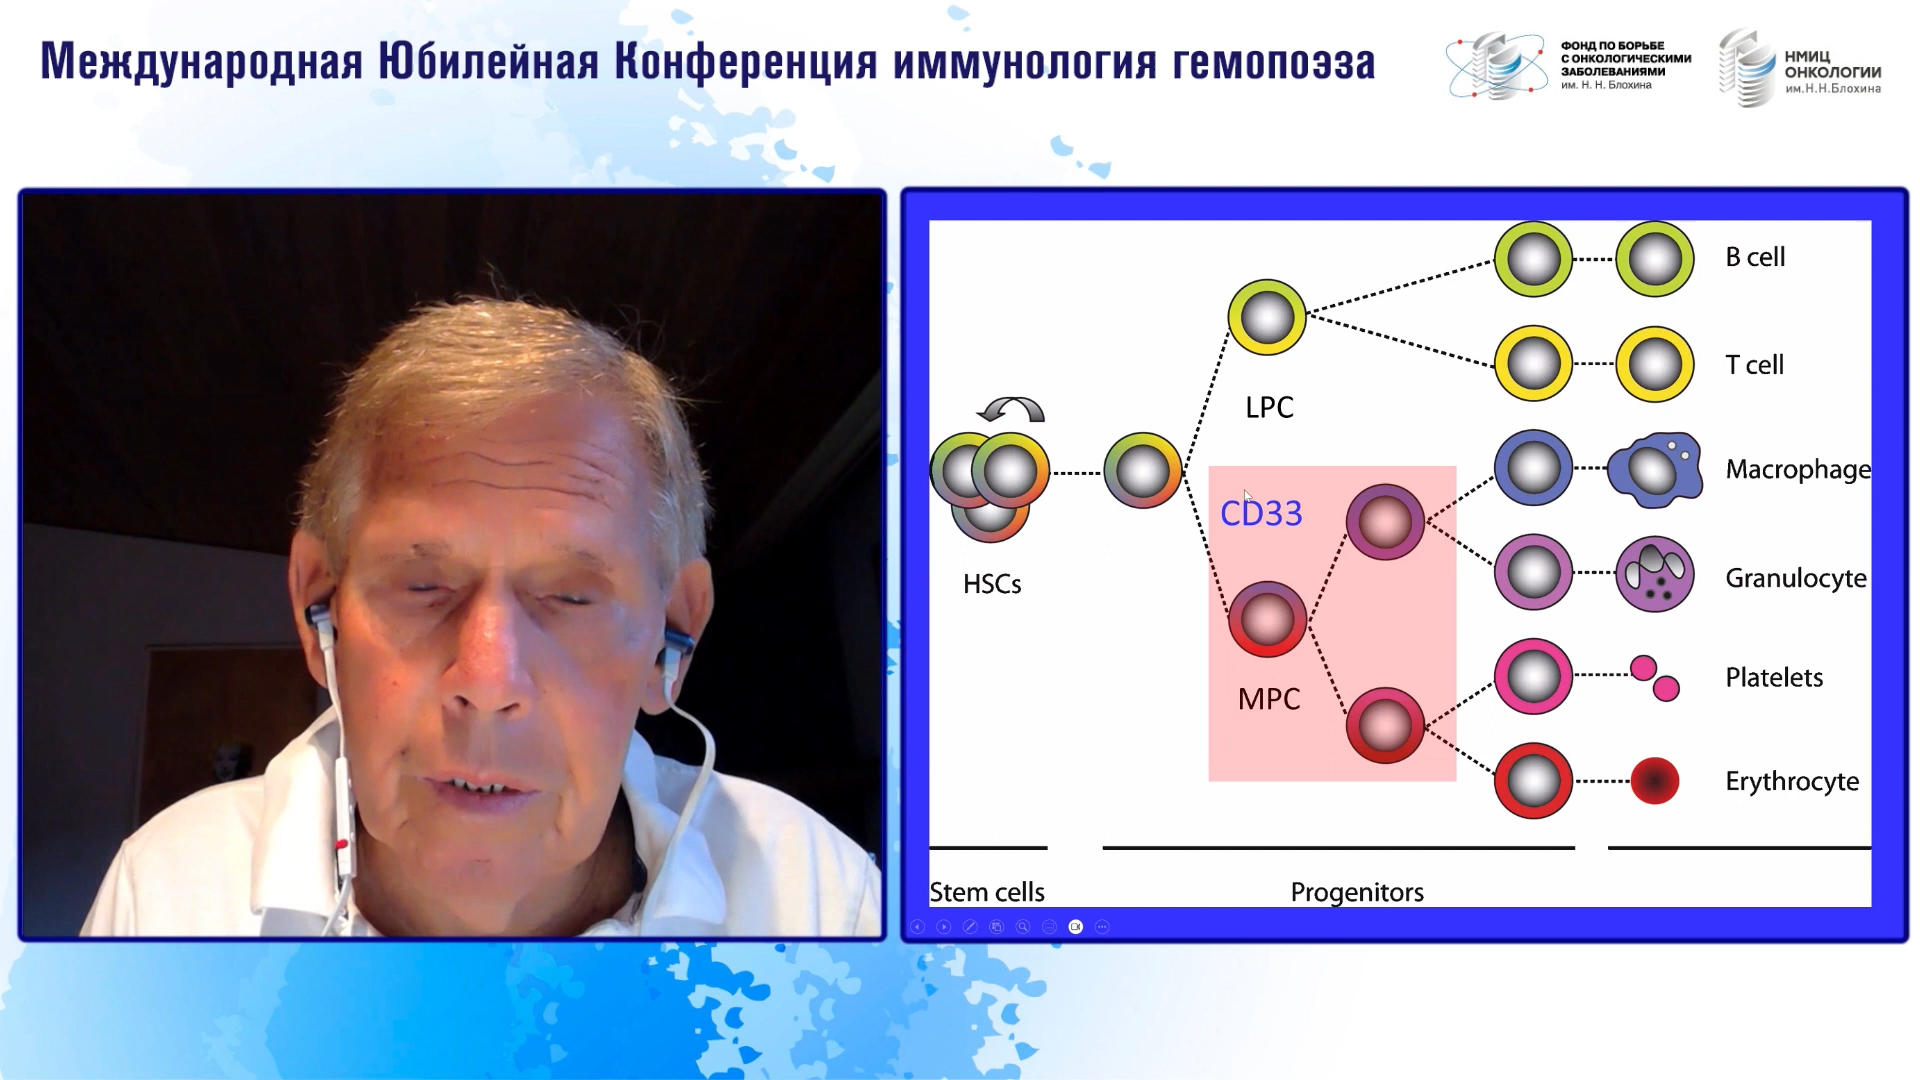 Международная Юбилейная Конференция иммунология гемопоэза
ФОНД ПО БОРЬБЕ
С ОНКОЛОГИЧЕСКИМИ
ЗАБОЛЕВАНИЯМИ
им. Н. Н. Блохина
НМИЦ
ОНКОЛОГИИ
им.Н.Н.Блохина
B cell
T cell
LPC
Macrophage
CD33
HSCs
Granulocyte
MPC
Platelets
Erythrocyte
Stem cells
Progenitors